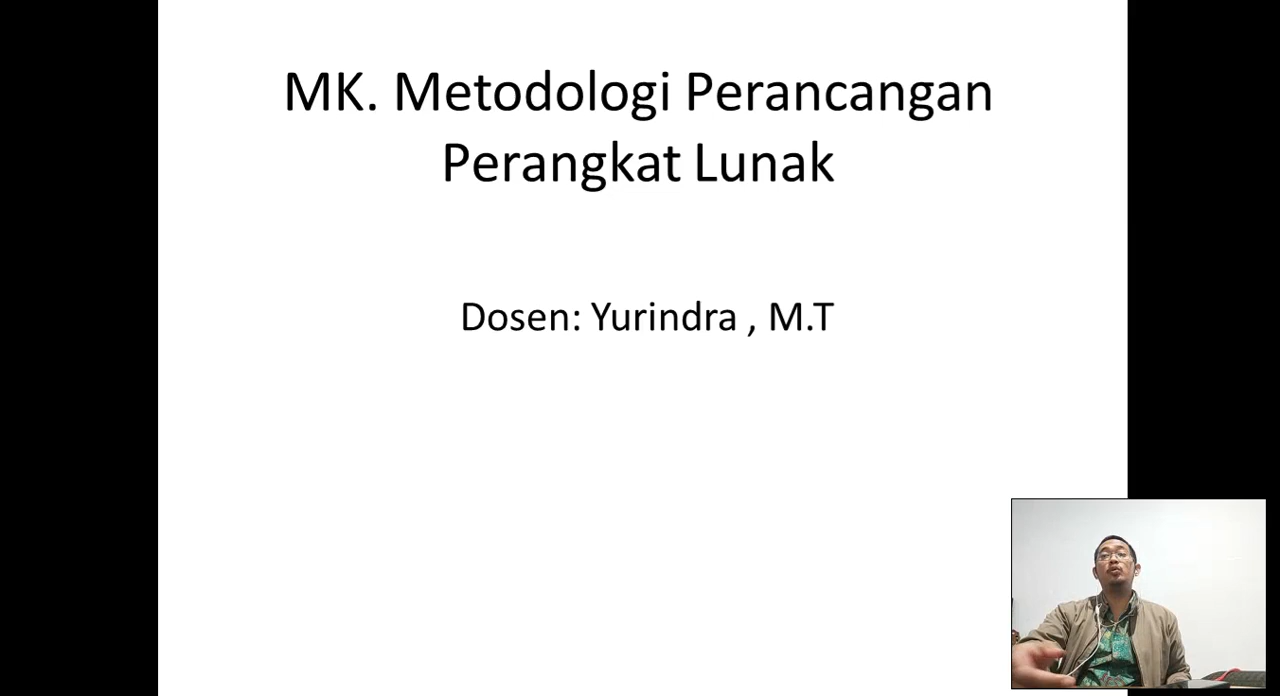 MK. Metodologi Perancangan
Perangkat Lunak
Dosen: Yurindra , M.T